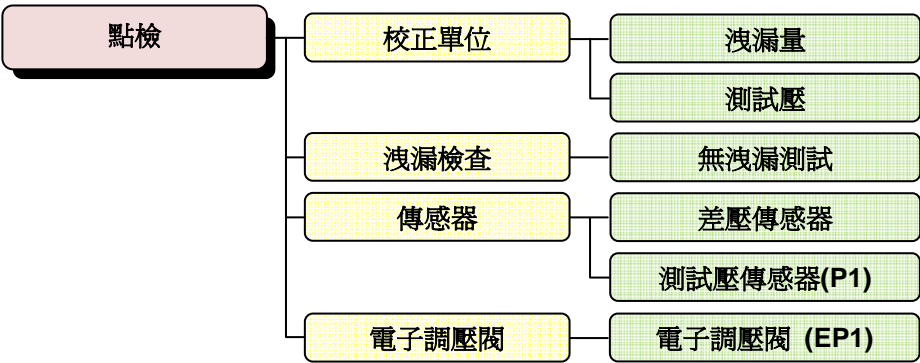 點檢
校正單位
洩漏量
測試壓
洩漏檢查
無洩漏測試
傳感器
差壓傳感器
測試壓傳感器(P1)
電子調壓閥
電子調壓閥 (EP1)